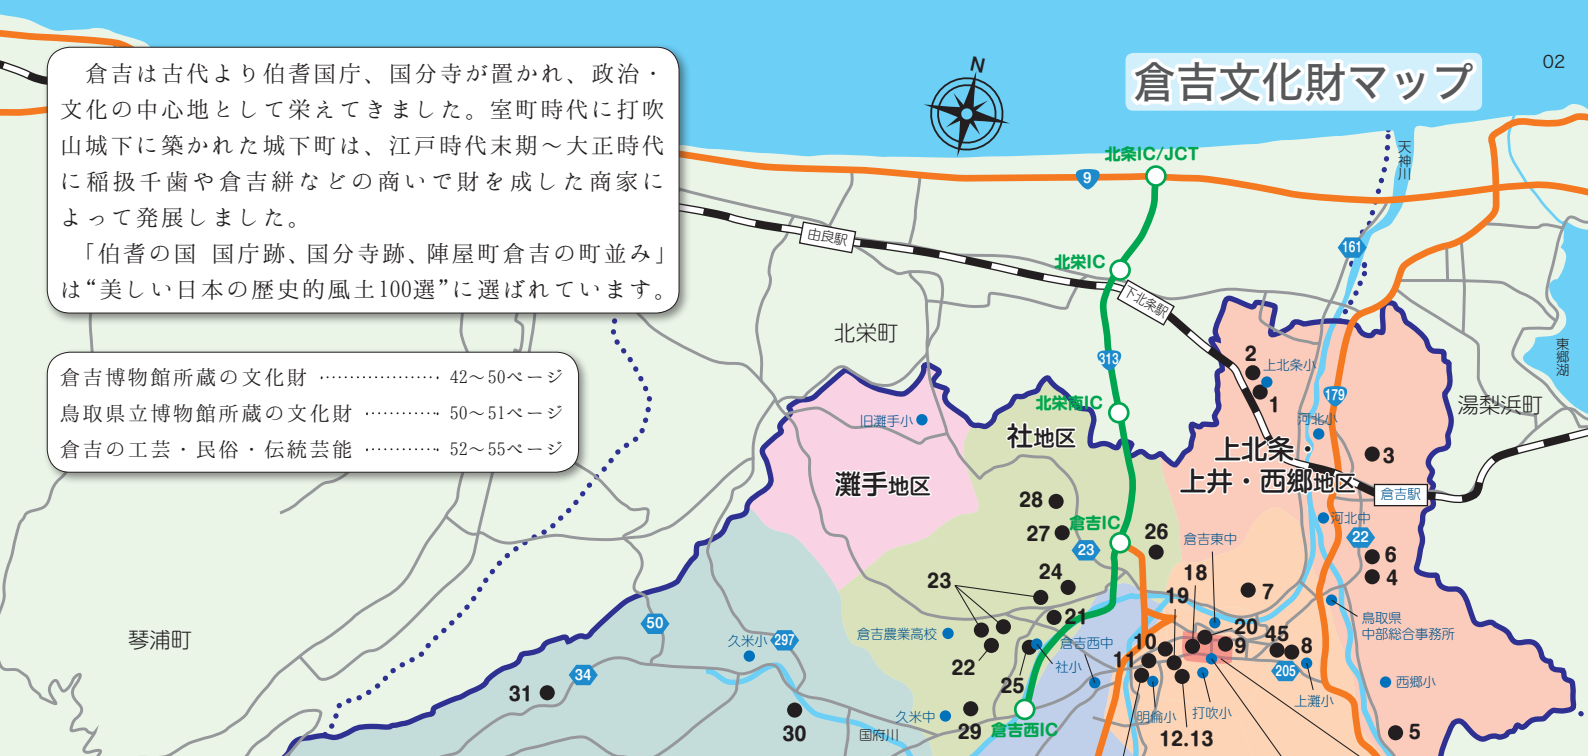 02
倉吉文化財マップ
倉吉は古代より伯耆国庁、国分寺が置かれ、政治・
文化の中心地として栄えてきました。室町時代に打吹
山城下に築かれた城下町は、江戸時代末期～大正時代
に稲扱千歯や倉吉絣などの商いで財を成した商家に
よって発展しました。
「伯耆の国 国庁跡、国分寺跡、陣屋町倉吉の町並み」
は“美しい日本の歴史的風土100選”に選ばれています。
倉吉博物館所蔵の文化財 ………………… 42～50ページ
鳥取県立博物館所蔵の文化財 ………… 50～51ページ
倉吉の工芸・民俗・伝統芸能 ………… 52～55ページ
N
北条IC/JCT
9
天神川
由良駅
161
北栄IC
下北条駅
北栄町
313
2
上北条小
1
東郷湖
179
湯梨浜町
北栄南IC
旧灘手小
河北小
社地区
上北条・
上井・西郷地区
3
灘手地区
倉吉駅
28
27
倉吉IC
23
26
倉吉東中
河北中
22
6
4
18
24
23
19
7
21
鳥取県
中部総合事務所
50
琴浦町
久米小
297
倉吉農業高校
22
25
社小
倉吉西中
10
11
20
9
45
8
205
34
31
30
久米中
29
国府川
倉吉西IC
明倫小
打吹小
12.13
上灘小
西郷小
5